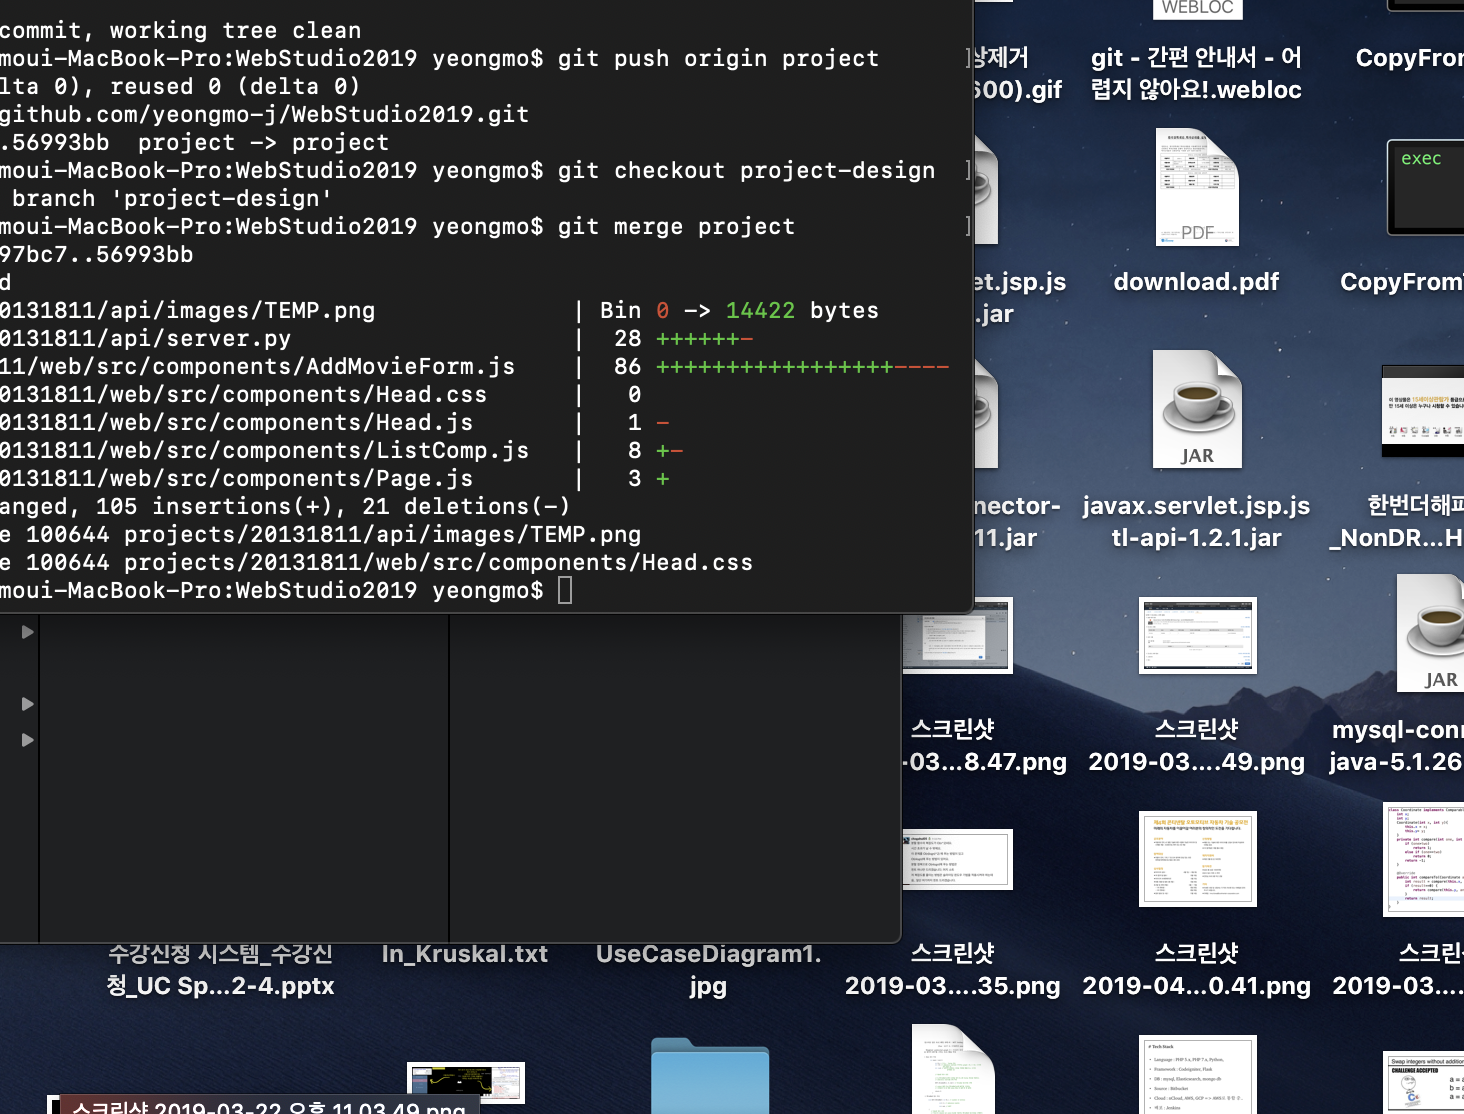 commit, working tree clean
moui-MacBook-Pro:WebStudio2019 yeongmo$ git push origin project
lta 0), reused 0 (delta 0)
github.com/yeongmo-j/WebStudio2019.git
.56993bb  project -> project
moui-MacBook-Pro:WebStudio2019 yeongmo$ git checkout project-design
branch 'project-design'
moui-MacBook-Pro:WebStudio2019 yeongmo$ git merge project
97bc7..56993bb
d
0131811/api/images/TEMP.png | Bin 0 -> 14422 bytes
0131811/api/server.py | 28 ++++++-
11/web/src/components/AddMovieForm.js | 86 +++++++++++++++++----
0131811/web/src/components/Head.css | 0
0131811/web/src/components/Head.js | 1 -
0131811/web/src/components/ListComp.js | 8 +-
0131811/web/src/components/Page.js | 3 +
anged, 105 insertions(+), 21 deletions(-)
e 100644 projects/20131811/api/images/TEMP.png
e 100644 projects/20131811/web/src/components/Head.css
moui-MacBook-Pro:WebStudio2019 yeongmo$
WEBLOC
상제거
600).gif
git - 간편 안내서 - 어
렵지 않아요!.webloc
CopyFrom
PDF
exec
et.jsp.js
.jar
download.pdf
CopyFrom
JAR
nector-
11.jar
javax.servlet.jsp.js
tl-api-1.2.1.jar
한번더해피
_NonDR...H
JAR
스크린샷
-03...8.47.png
스크린샷
2019-03....49.png
mysql-conn
java-5.1.26
수강신청 시스템_수강신
청_UC Sp...2-4.pptx
In_Kruskal.txt
UseCaseDiagram1.
jpg
스크린샷
2019-03....35.png
스크린샷
2019-04...0.41.png
스크린
2019-03....
# Tech Stack
Swap integers without addition
CHALLENGE ACCEPTED
스크린샷 2019-03-22 오후 11.03.49.png